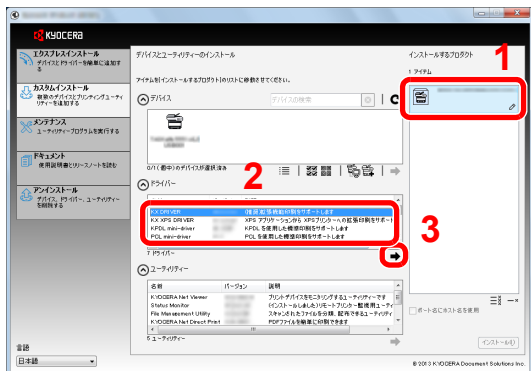 KYOCERA
エクスプレスインストール
デバイスとドライバーを簡単に追加する
カスタムインストール
複数のデバイスとプリンティングユーティリティーを追加する
メンテナンス
ユーティリティープログラムを実行する
ドキュメント
使用説明書とリリースノートを読む
アンインストール
デバイス、ドライバー、ユーティリティーを削除する
言語
日本語
デバイスとユーティリティーのインストール
アイテムを[インストールするプロダクト]のリストに移動させてください。
デバイス
デバイスの検索
0/1 (個中)のデバイスが選択済み
2
ドライバー
KX DRIVER (推奨)拡張機能印刷をサポートします
KX XPS DRIVER XPS アプリケーションから XPSプリンターへの拡張印刷をサポート
KPDL mini-driver KPDL を使用した標準印刷をサポートします
PCL mini-driver PCL を使用した標準印刷をサポートします
7 ドライバー
3
ユーティリティー
名前 バージョン 説明
KYOCERA Net Viewer プリントデバイスをモニタリングするユーティリティーです
Status Monitor (インストールしました)リモートプリンター監視用ユーテ
File Management Utility スキャンされたファイルを分類、配布できるユーティリティ
KYOCERA Net Direct Print PDFファイルを簡単に印刷できます
5 ユーティリティー
インストールするプロダクト
1
1 アイテム
ポート名にホスト名を使用
インストール(I)
© 2013 KYOCERA Document Solutions Inc.